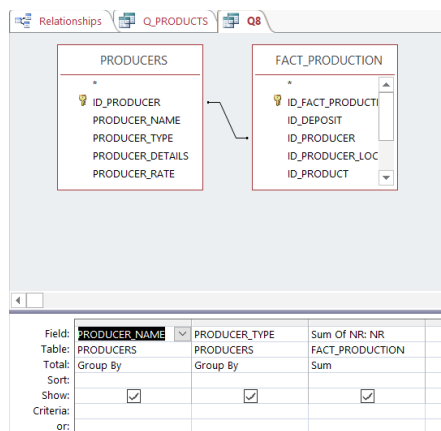 Relationships Q_PRODUCTS Q8
PRODUCERS
*
ID_PRODUCER
PRODUCER_NAME
PRODUCER_TYPE
PRODUCER_DETAILS
PRODUCER_RATE
FACT_PRODUCTION
*
ID_FACT_PRODUCTI
ID_DEPOSIT
ID_PRODUCER
ID_PRODUCER_LOC
ID_PRODUCT
Field: PRODUCER_NAME PRODUCER_TYPE Sum Of NR: NR
Table: PRODUCERS PRODUCERS FACT_PRODUCTION
Total: Group By Group By Sum
Sort:
Show:
Criteria:
or: